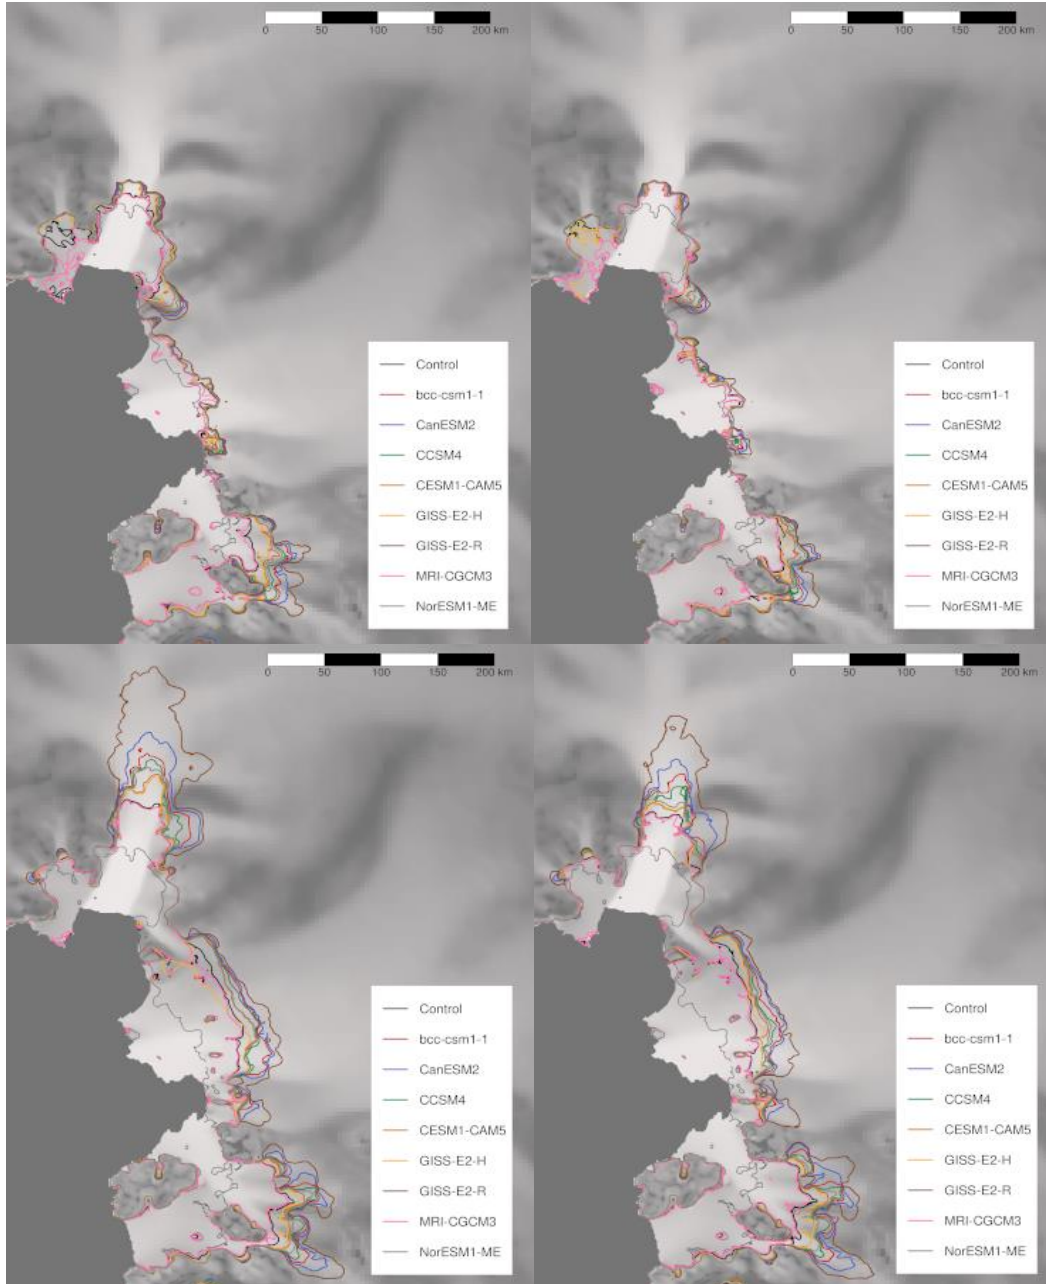 0 50 100 150 200 km
0 50 100 150 200 km
Control
bcc-csm1-1
CanESM2
CCSM4
CESM1-CAM5
GISS-E2-H
GISS-E2-R
MRI-CGCM3
NorESM1-ME
Control
bcc-csm1-1
CanESM2
CCSM4
CESM1-CAM5
GISS-E2-H
GISS-E2-R
MRI-CGCM3
NorESM1-ME
0 50 100 150 200 km
0 50 100 150 200 km
Control
bcc-csm1-1
CanESM2
CCSM4
CESM1-CAM5
GISS-E2-H
GISS-E2-R
MRI-CGCM3
NorESM1-ME
Control
bcc-csm1-1
CanESM2
CCSM4
CESM1-CAM5
GISS-E2-H
GISS-E2-R
MRI-CGCM3
NorESM1-ME